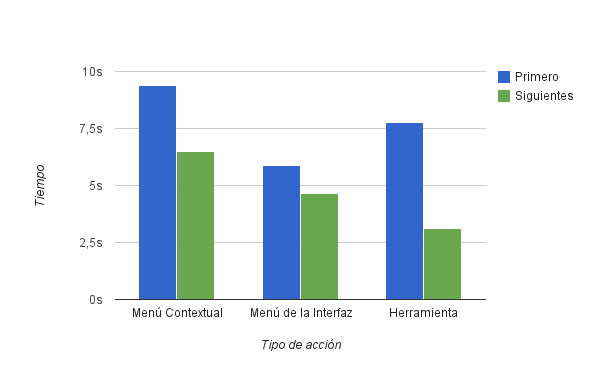 10s
7,5s
5s
2,5s
0s
Tiempo
Menú Contextual
Menú de la Interfaz
Herramienta
Tipo de acción
Primero
Siguientes